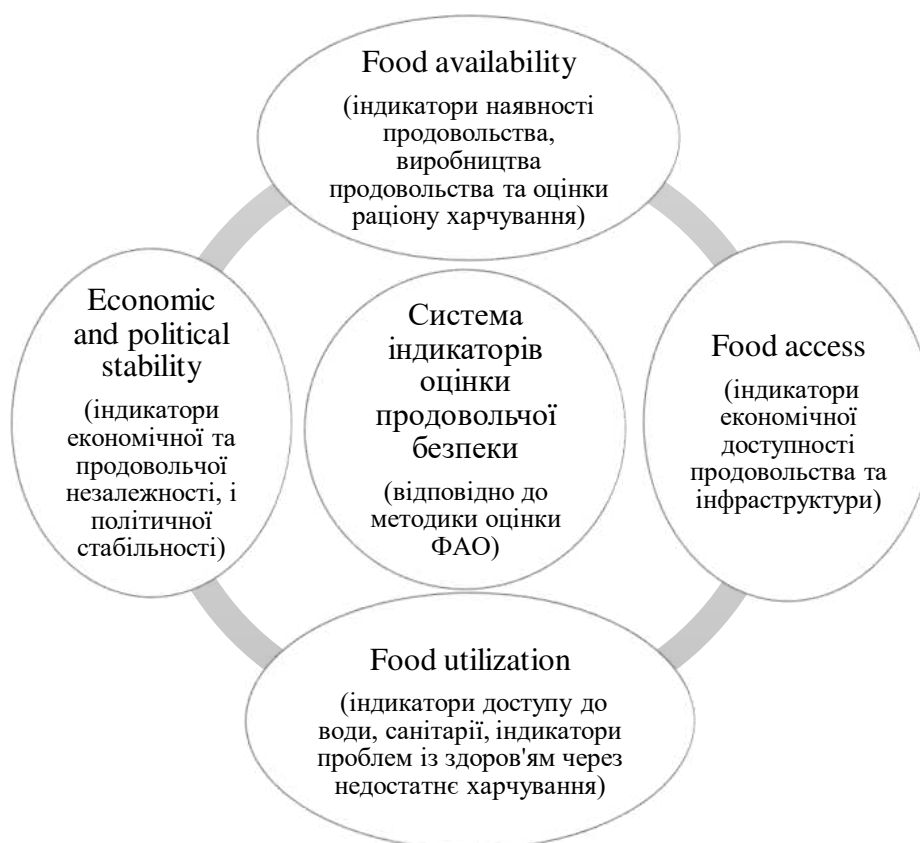 Food availability
(індикатори наявності
продовольства,
виробництва
продовольства та оцінки
раціону харчування)
Economic
and political
stability
(індикатори
економічної та
продовольчої
незалежності, і
політичної
стабільності)
Система
індикаторів
оцінки
продовольчої
безпеки
(відповідно до
методики оцінки
ФАО)
Food access
(індикатори
економічної
доступності
продовольства та
інфраструктури)
Food utilization
(індикатори доступу до
води, санітарії, індикатори
проблем із здоров'ям через
недостатнє харчування)